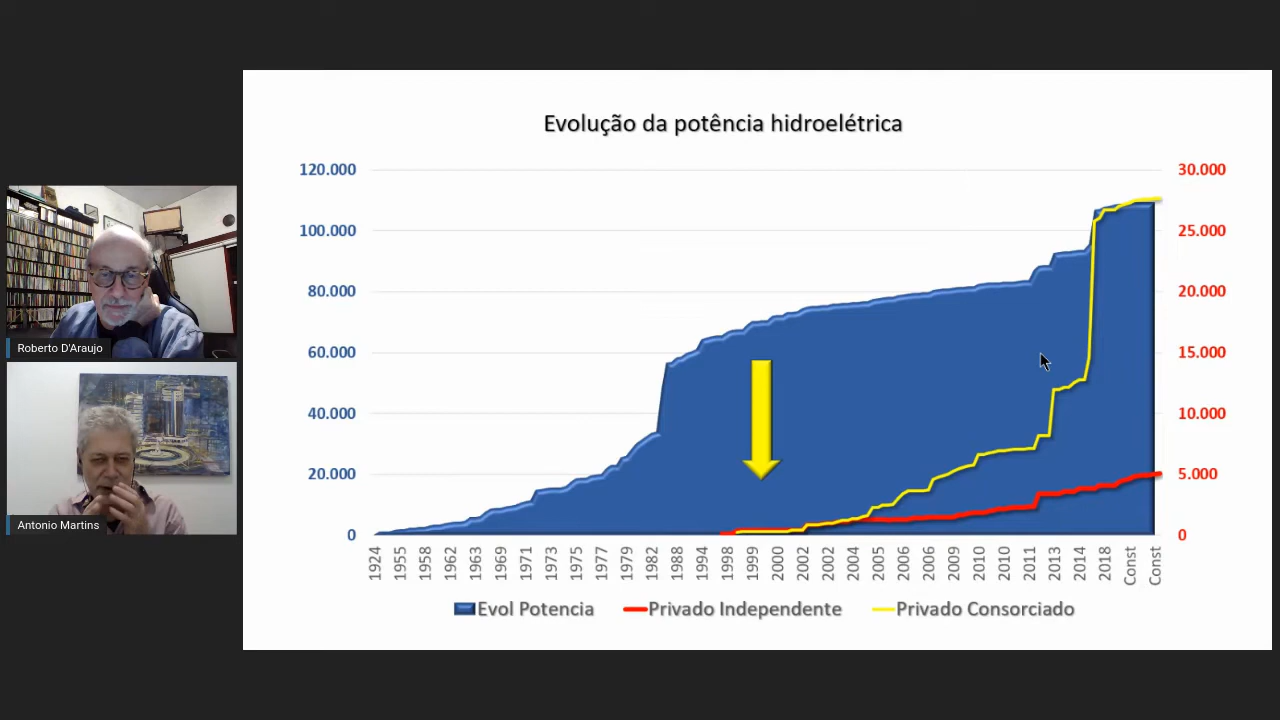 Evolução da potência hidroelétrica
120.000
100.000
80.000
60.000
40.000
20.000
0
30.000
25.000
20.000
15.000
10.000
5.000
0
1924 1955 1958 1962 1963 1969 1971 1973 1975 1977 1979 1982 1988 1994 1998 1999 2000 2002 2002 2004 2005 2006 2006 2009 2010 2010 2011 2013 2014 2018 Const Const
Evol Potencia Privado Independente Privado Consorciado
Roberto D'Araujo
Antonio Martins